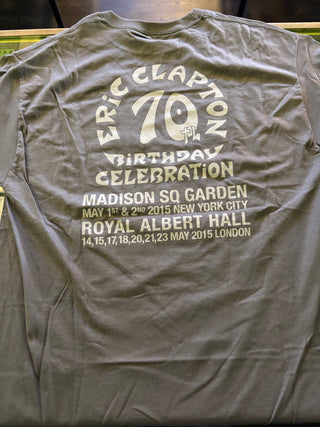 ERiC CLAPTON
70TH
BiRTHDAY
CELEBRATION
MADISON SQ GARDEN
MAY 1ST & 2ND 2015 NEW YORK CITY
ROYAL ALBERT HALL
14,15,17,18,20,21,23 MAY 2015 LONDON